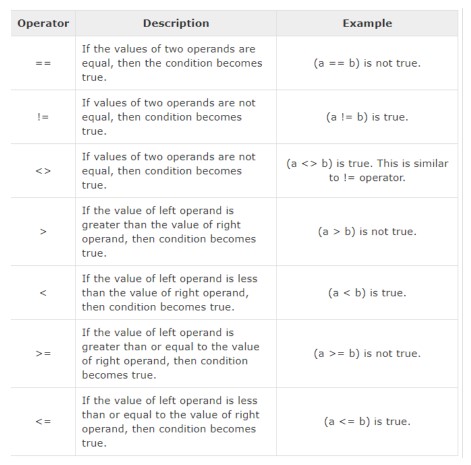 Operator Description Example
== If the values of two operands are equal, then the condition becomes true. (a == b) is not true.
!= If values of two operands are not equal, then condition becomes true. (a != b) is true.
<> If values of two operands are not equal, then condition becomes true. (a <> b) is true. This is similar to != operator.
> If the value of left operand is greater than the value of right operand, then condition becomes true. (a > b) is not true.
< If the value of left operand is less than the value of right operand, then condition becomes true. (a < b) is true.
>= If the value of left operand is greater than or equal to the value of right operand, then condition becomes true. (a >= b) is not true.
<= If the value of left operand is less than or equal to the value of right operand, then condition becomes true. (a <= b) is true.